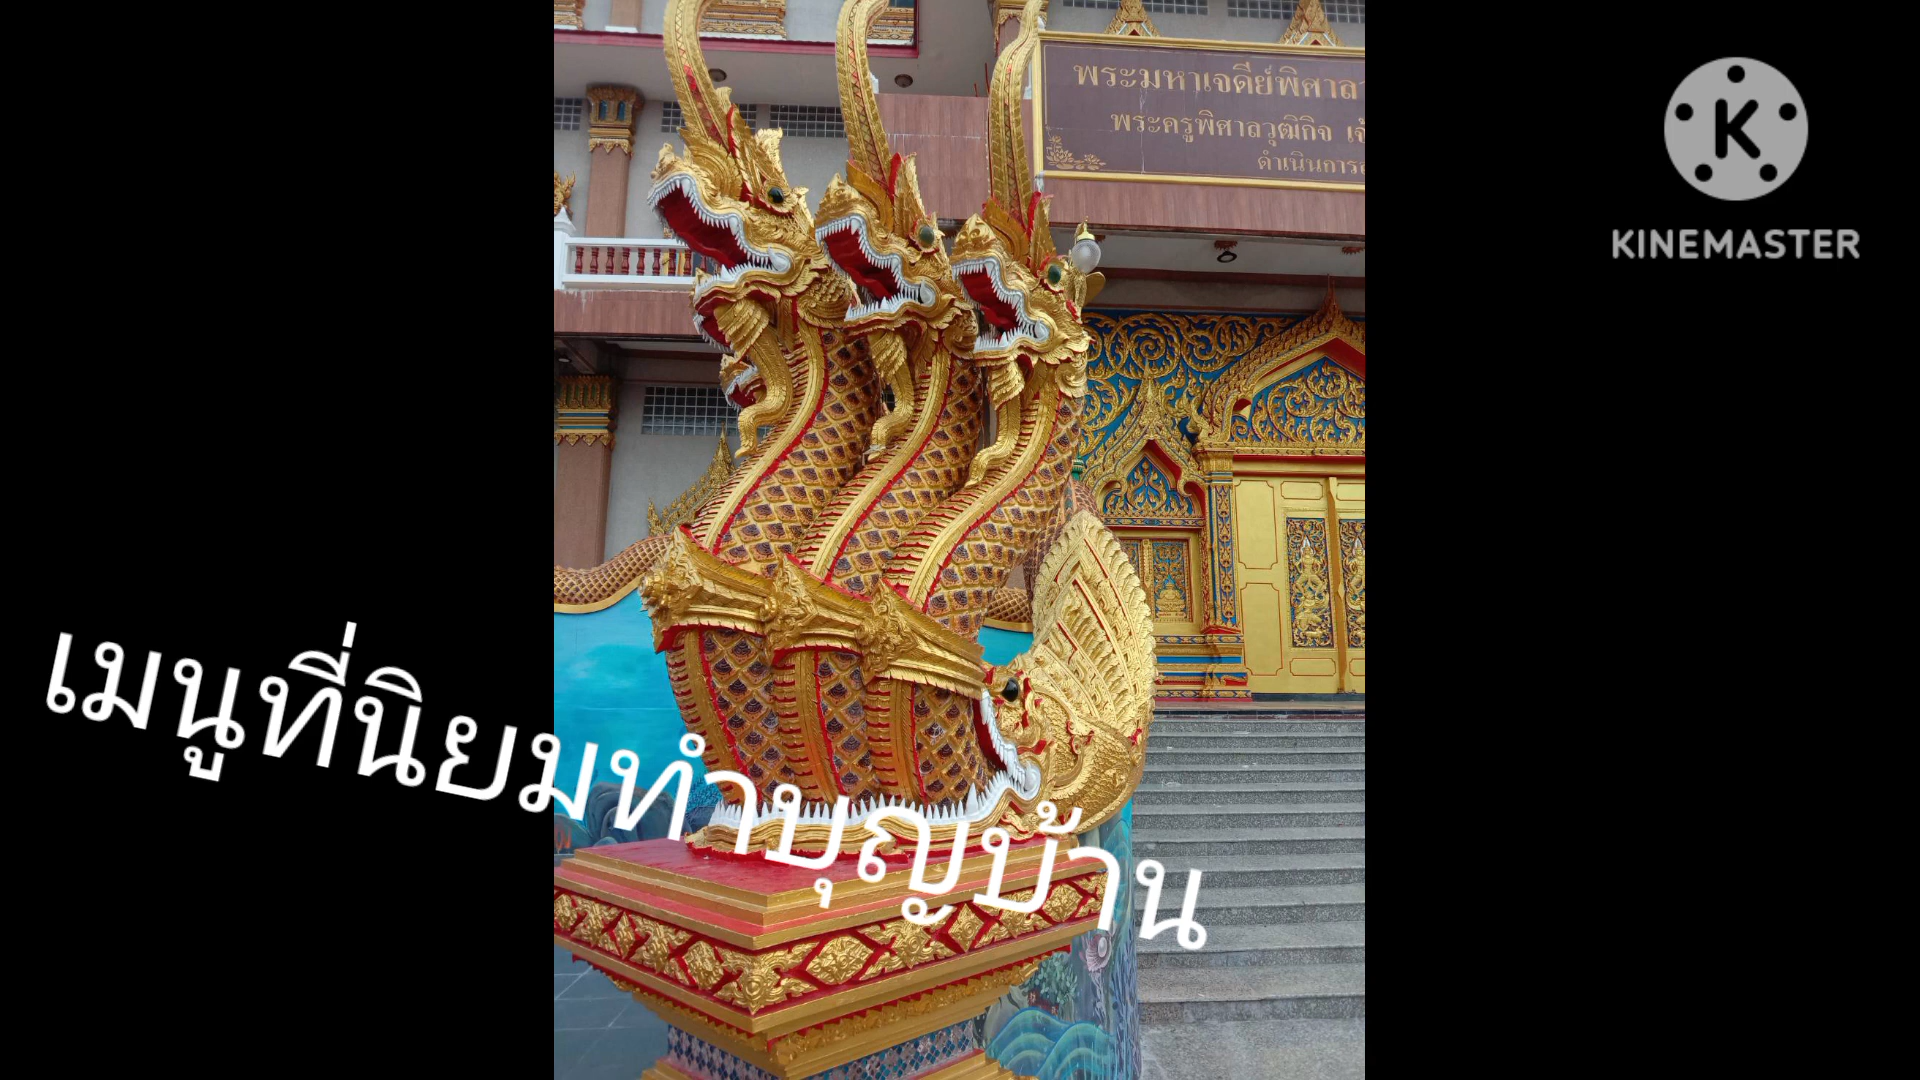 พระมหาเจดีย์พิศาล
พระครูพิศาลวุฒิกิจ
ดำเนินการ
KINEMASTER
เมนูที่นิยมทำบุญบ้าน